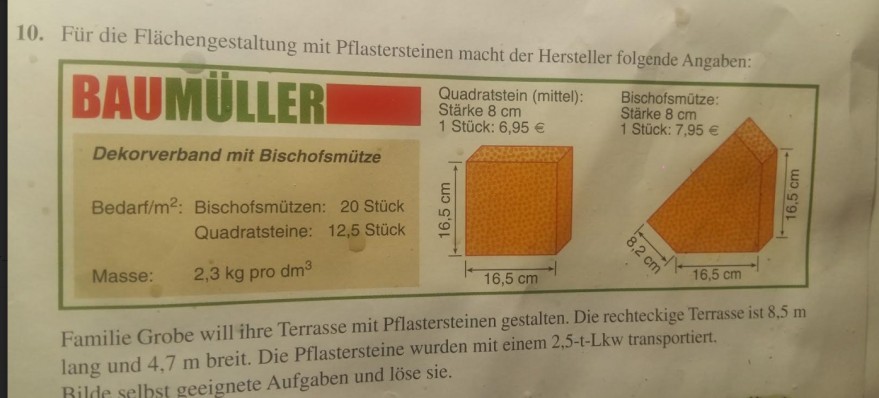 10. Für die Flächengestaltung mit Pflastersteinen macht der Hersteller folgende Angaben:
BAUMÜLLER
Dekorverband mit Bischofsmütze
Bedarf/m²: Bischofsmützen: 20 Stück
Quadratsteine: 12,5 Stück
Masse: 2,3 kg pro dm³
Quadratstein (mittel):
Stärke 8 cm
1 Stück: 6,95 €
16,5 cm
16,5 cm
Bischofsmütze:
Stärke 8 cm
1 Stück: 7,95 €
16,5 cm
8,2 cm
16,5 cm
Familie Grobe will ihre Terrasse mit Pflastersteinen gestalten. Die rechteckige Terrasse ist 8,5 m
lang und 4,7 m breit. Die Pflastersteine wurden mit einem 2,5-t-Lkw transportiert.
Bilde selbst geeignete Aufgaben und löse sie.